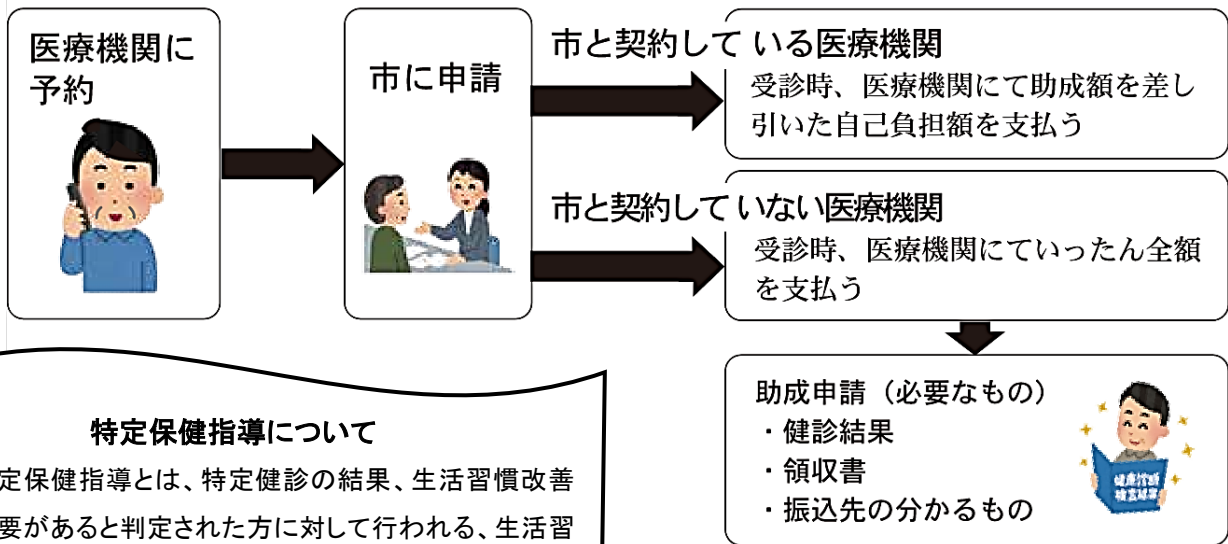 医療機関に
予約
市に申請
市と契約して いる医療機関
受診時、医療機関にて助成額を差し
引いた自己負担額を支払う
市と契約して いない医療機関
受診時、医療機関にていったん全額
を支払う
助成申請（必要なもの）
・健診結果
・領収書
・振込先の分かるもの
健康診断
検査結果
特定保健指導について
定保健指導とは、特定健診の結果、生活習慣改善
要があると判定された方に対して行われる、生活習